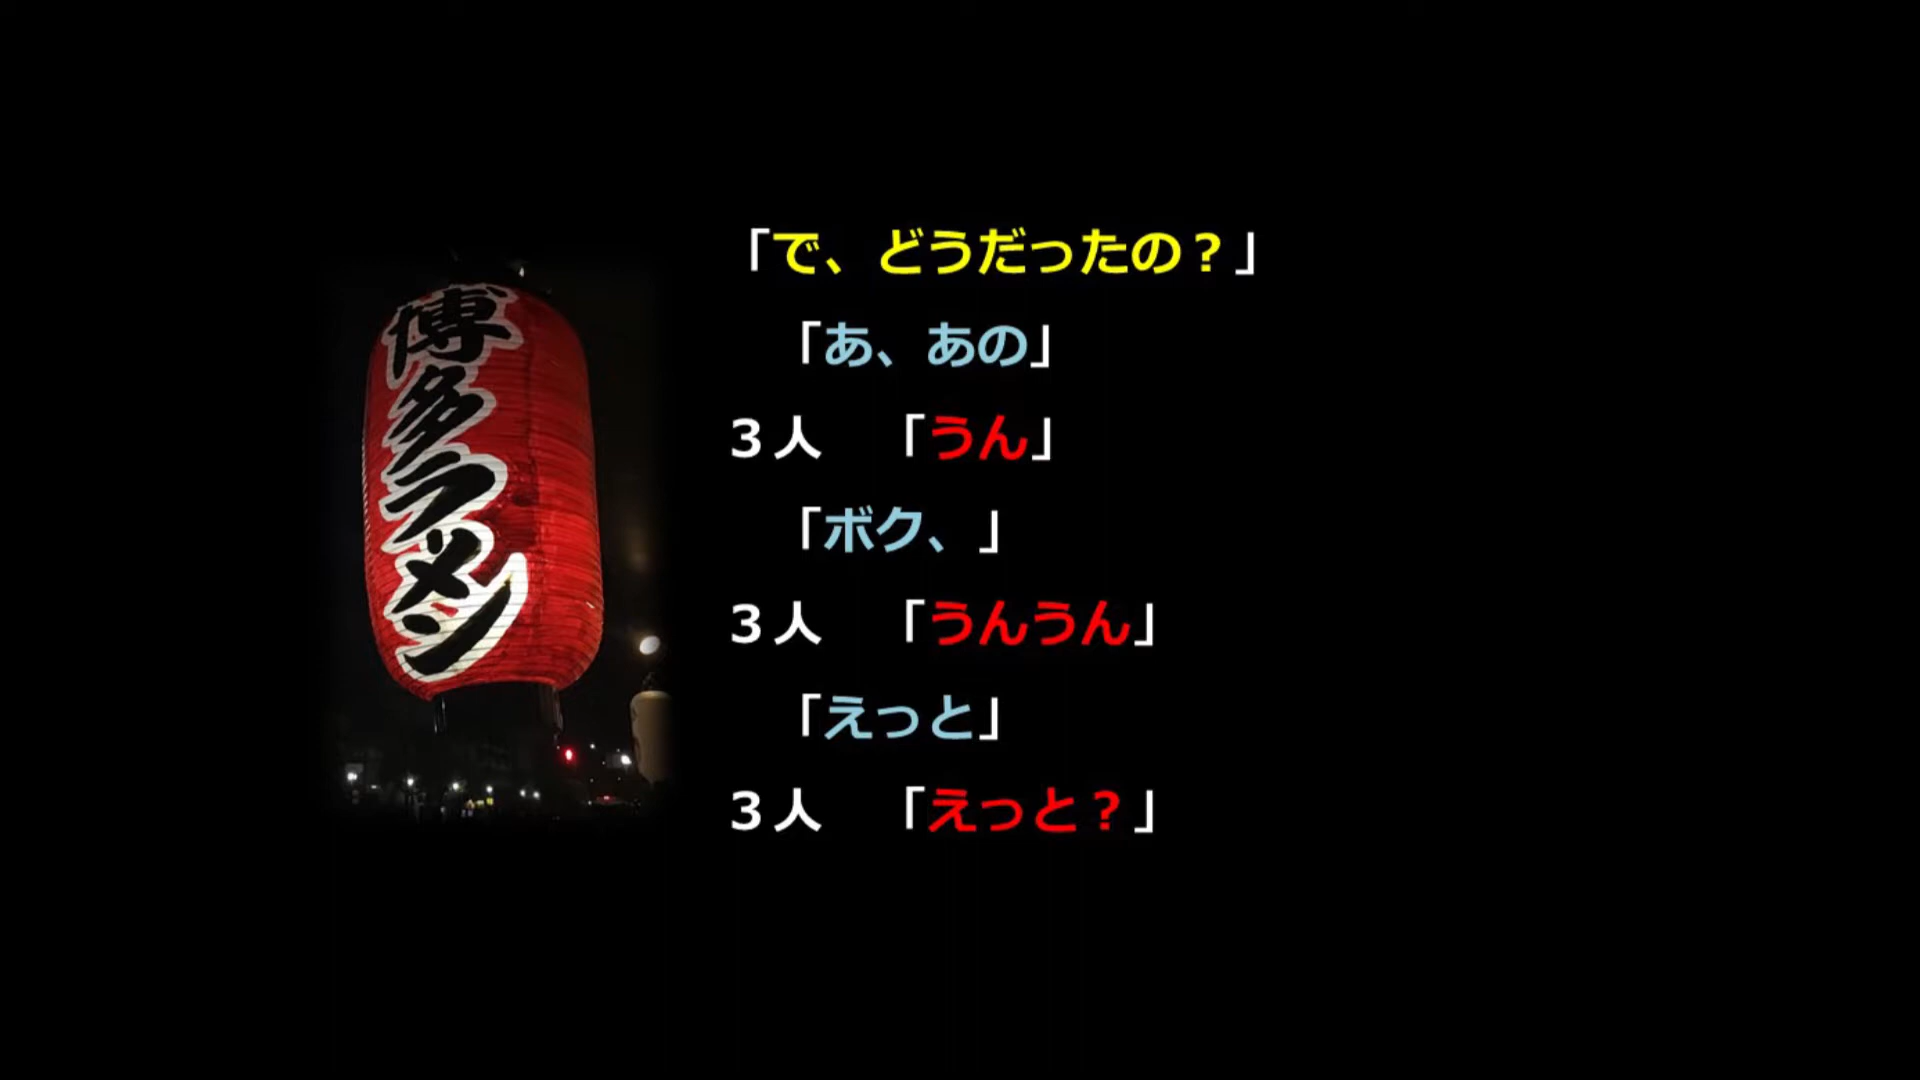 博多ラーメン
「で、どうだったの？」
「あ、あの」
３人　「うん」
「ボク、」
３人　「うんうん」
「えっと」
３人　「えっと？」